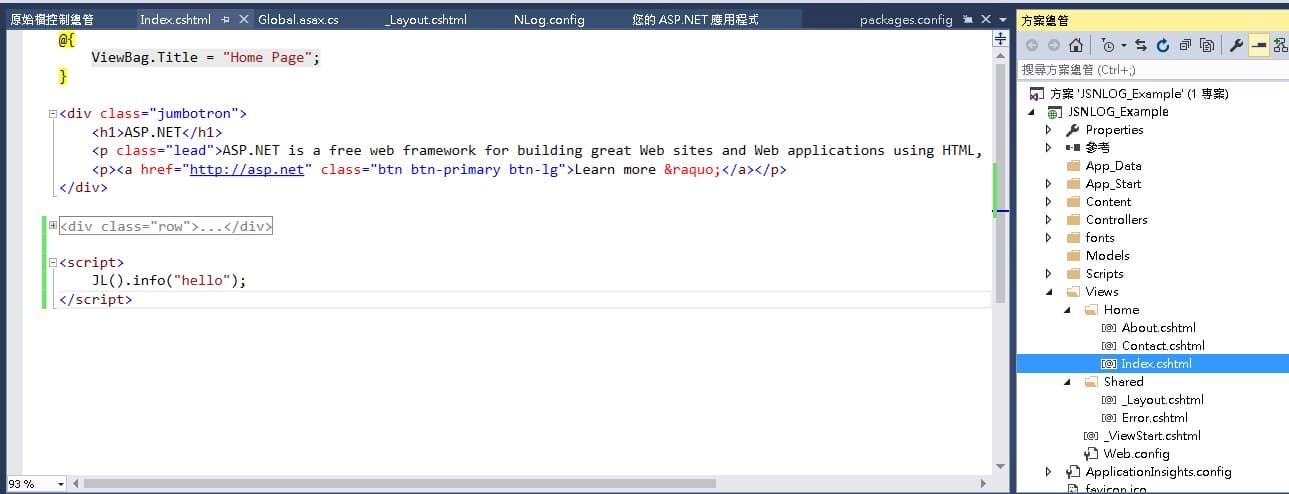 原始檔控制總管 Index.cshtml Global.asax.cs _Layout.cshtml NLog.config 您的 ASP.NET 應用程式 packages.config
@{
ViewBag.Title = "Home Page";
}
<div class="jumbotron">
<h1>ASP.NET</h1>
<p class="lead">ASP.NET is a free web framework for building great Web sites and Web applications using HTML,
<p><a href="http://asp.net" class="btn btn-primary btn-lg">Learn more &raquo;</a></p>
</div>
<div class="row">...</div>
<script>
JL().info("hello");
</script>
93 %
方案總管
搜尋方案總管 (Ctrl+;)
方案 'JSNLOG_Example' (1 專案)
JSNLOG_Example
Properties
參考
App_Data
App_Start
Content
Controllers
fonts
Models
Scripts
Views
Home
About.cshtml
Contact.cshtml
Index.cshtml
Shared
_Layout.cshtml
Error.cshtml
_ViewStart.cshtml
Web.config
ApplicationInsights.config
favicon.ico